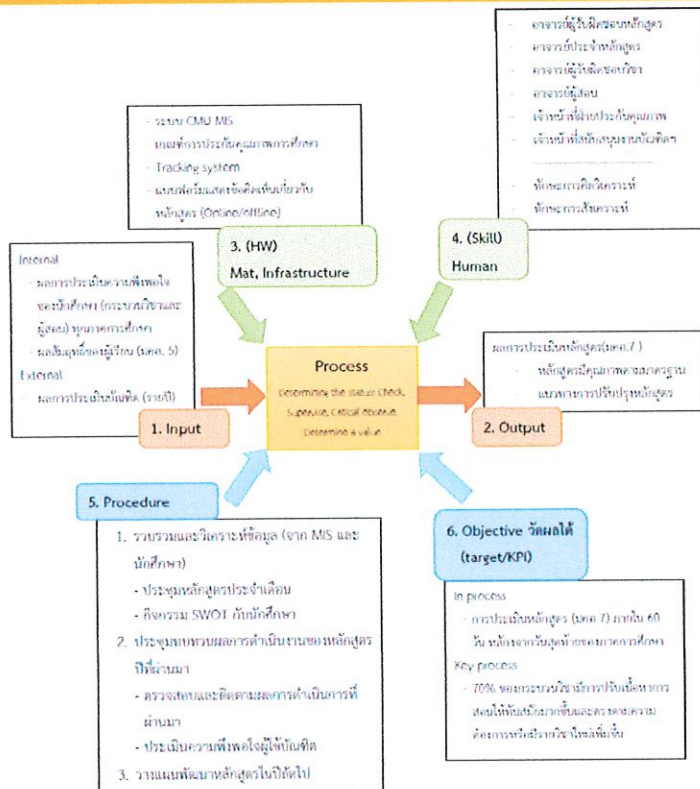 - อาจารย์ผู้รับผิดชอบหลักสูตร
- อาจารย์ประจำหลักสูตร
- อาจารย์ผู้รับผิดชอบวิชา
- อาจารย์ผู้สอน
- เจ้าหน้าที่ฝ่ายประกันคุณภาพ
- เจ้าหน้าที่สนับสนุนงานบัณฑิตฯ
- ทักษะการคิดวิเคราะห์
- ทักษะการสังเคราะห์
4. (Skill)
Human
- ระบบ CMU MIS
เกณฑ์การประกันคุณภาพการศึกษา
- Tracking system
- แบบฟอร์มแสดงข้อคิดเห็นเกี่ยวกับ
หลักสูตร (Online/offline)
3. (HW)
Mat, Infrastructure
Internal
- ผลการประเมินความพึงพอใจ
ของนักศึกษา (กระบวนวิชาและ
ผู้สอน) ทุกภาคการศึกษา
- ผลสัมฤทธิ์ของผู้เรียน (มคอ. 5)
External
- ผลการประเมินบัณฑิต (รายปี)
1. Input
Process
Determining the status: Check,
Supervise, Critical observe,
Determine a value
ผลการประเมินหลักสูตร(มคอ.7 )
- หลักสูตรมีคุณภาพตามมาตรฐาน
- แนวทางการปรับปรุงหลักสูตร
2. Output
5. Procedure
1. รวบรวมและวิเคราะห์ข้อมูล (จาก MIS และ
นักศึกษา)
- ประชุมหลักสูตรประจำเดือน
- กิจกรรม SWOT กับนักศึกษา
2. ประชุมทบทวนผลการดำเนินงานของหลักสูตร
ปีที่ผ่านมา
- ตรวจสอบและติดตามผลการดำเนินการที่
ผ่านมา
- ประเมินความพึงพอใจผู้ใช้บัณฑิต
3. วางแผนพัฒนาหลักสูตรในปีถัดไป
6. Objective วัดผลได้
(target/KPI)
In process
- การประเมินหลักสูตร (มคอ 7) ภายใน 60
วัน หลังจากวันสุดท้ายของภาคการศึกษา
Key process
- 70% ของกระบวนวิชามีการปรับเนื้อหาการ
สอนให้ทันสมัยมากขึ้นและตรงตามความ
ต้องการหรือมีรายวิชาใหม่เพิ่มขึ้น